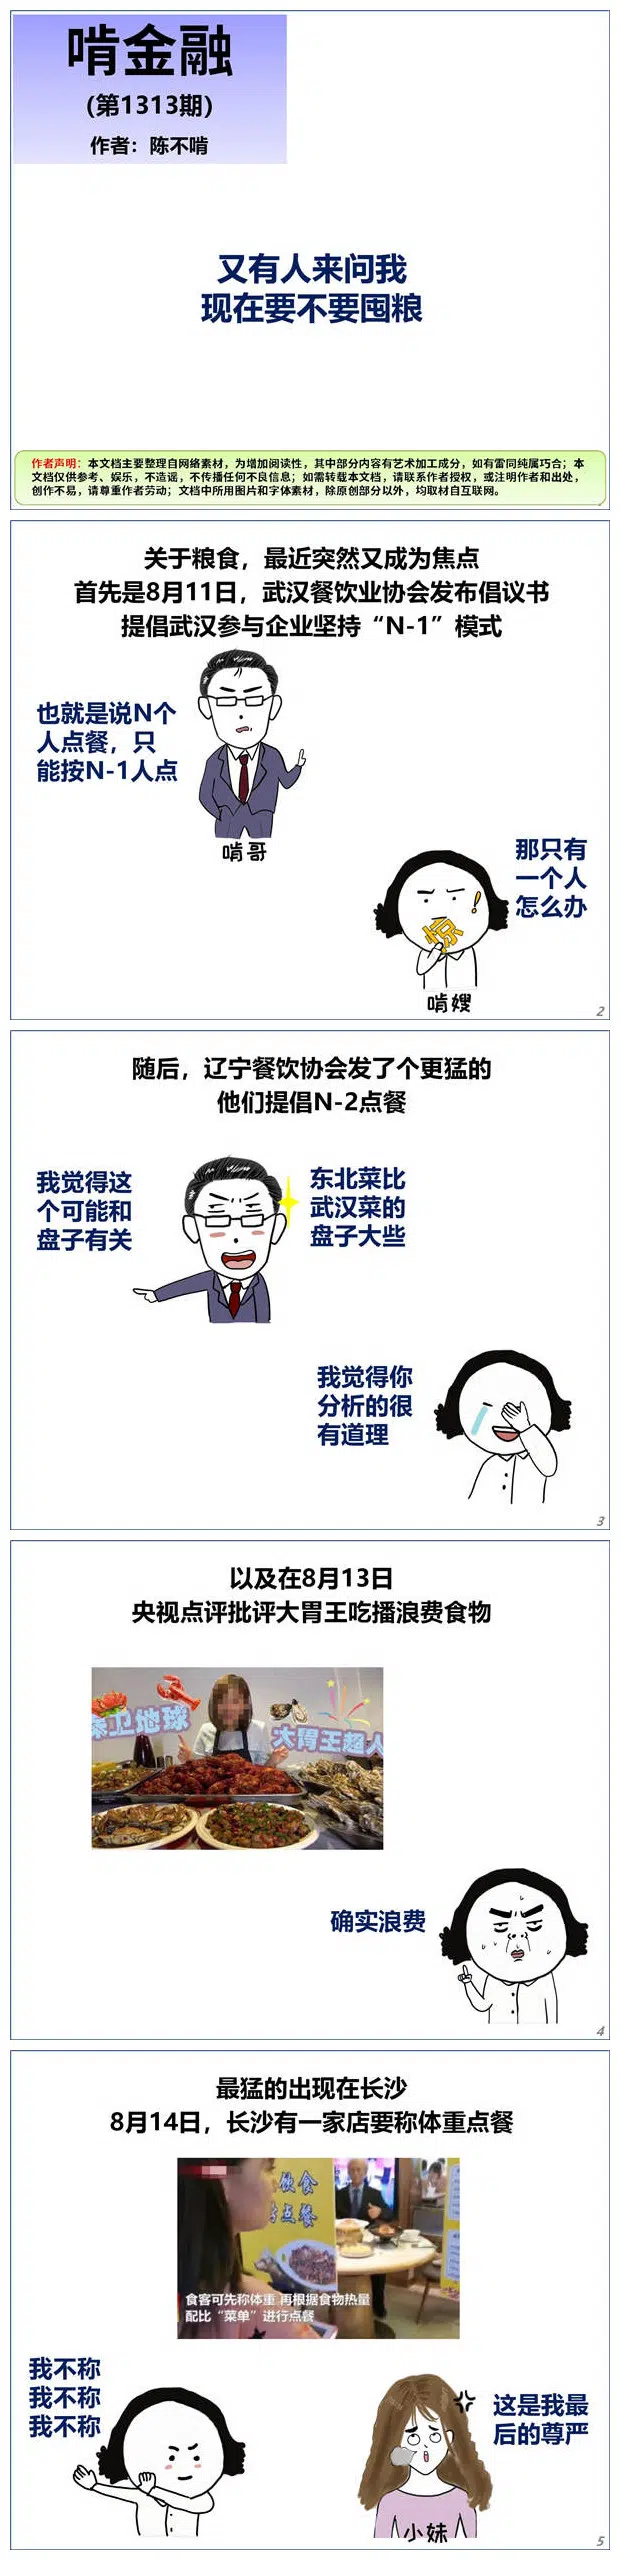 啃金融
(第1313期)
作者：陈不啃
又有人来问我
现在要不要囤粮
作者声明：本文档主要整理自网络素材，为增加阅读性，其中部分内容有艺术加工成分，如有雷同纯属巧合；本
文档仅供参考、娱乐，不造谣，不传播任何不良信息；如需转载本文档，请联系作者授权，或注明作者和出处，
创作不易，请尊重作者劳动；文档中所用图片和字体素材，除原创部分以外，均取材自互联网。
关于粮食，最近突然又成为焦点
首先是8月11日，武汉餐饮业协会发布倡议书
提倡武汉参与企业坚持“N-1”模式
也就是说N个
人点餐，只
能按N-1人点
啃哥
那只有
一个人
怎么办
惊
！
啃嫂
2
随后，辽宁餐饮协会发了个更猛的
他们提倡N-2点餐
我觉得这
个可能和
盘子有关
东北菜比
武汉菜的
盘子大些
我觉得你
分析的很
有道理
3
以及在8月13日
央视点评批评大胃王吃播浪费食物
卫地球
大胃王超人
确实浪费
4
最猛的出现在长沙
8月14日，长沙有一家店要称体重点餐
饮食
点餐
食客可先称体重 再根据食物热量
配比“菜单”进行点餐
我不称
我不称
我不称
这是我最
后的尊严
小妹
5